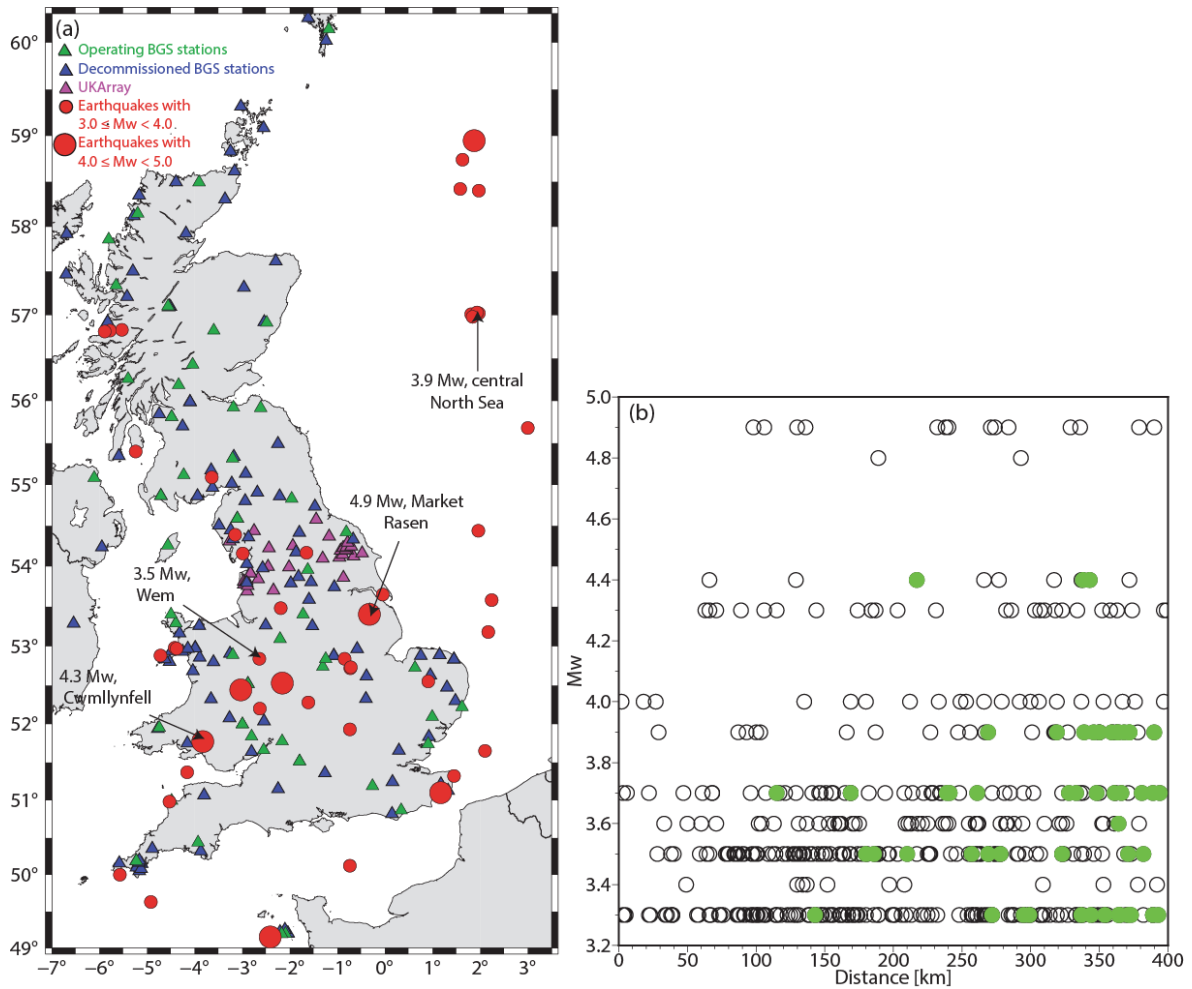 (a)
Operating BGS stations
Decommissioned BGS stations
UKArray
Earthquakes with
3.0 ≤ Mw < 4.0
Earthquakes with
4.0 ≤ Mw < 5.0
60°
59°
58°
57°
56°
55°
54°
53°
52°
51°
50°
49°
−7°
−6°
−5°
−4°
−3°
−2°
−1°
0°
1°
2°
3°
3.9 Mw, central
North Sea
4.9 Mw, Market
Rasen
3.5 Mw,
Wem
4.3 Mw,
Cwmllynfell
(b)
5.0
4.8
4.6
4.4
4.2
4.0
3.8
3.6
3.4
3.2
Mw
0
50
100
150
200
250
300
350
400
Distance [km]